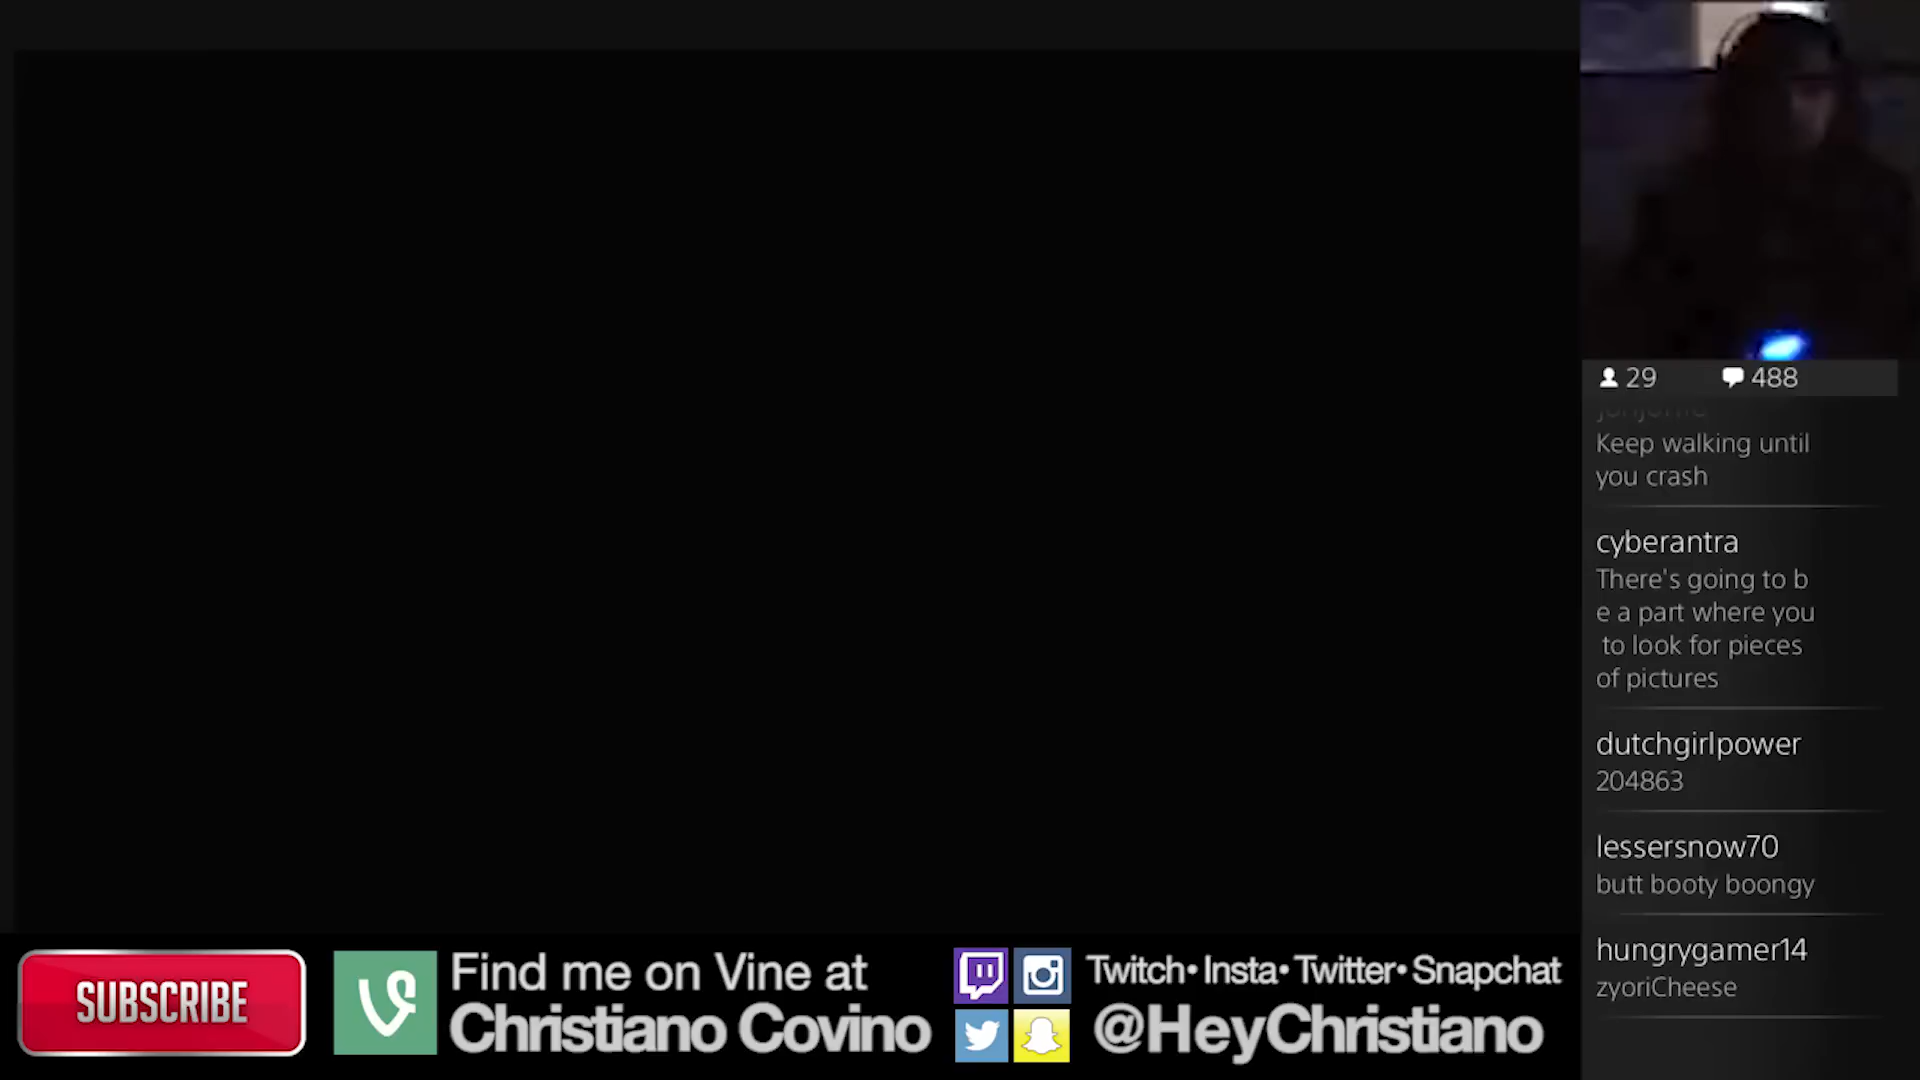 29
488
Keep walking until
you crash
cyberantra
There's going to b
e a part where you
to look for pieces
of pictures
dutchgirlpower
204863
lessersnow70
butt booty boongy
hungrygamer14
zyoriCheese
SUBSCRIBE
Find me on Vine at
Christiano Covino
Twitch• Insta• Twitter• Snapchat
@HeyChristiano